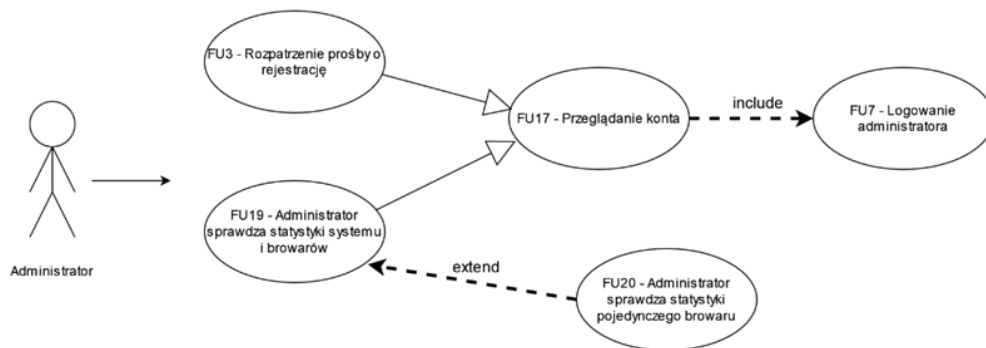 FU3 - Rozpatrzenie prośby o
rejestrację
FU17 - Przeglądanie konta
include
FU7 - Logowanie
administratora
FU19 - Administrator
sprawdza statystyki systemu
i browarów
Administrator
extend
FU20 - Administrator
sprawdza statystyki
pojedynczego browaru